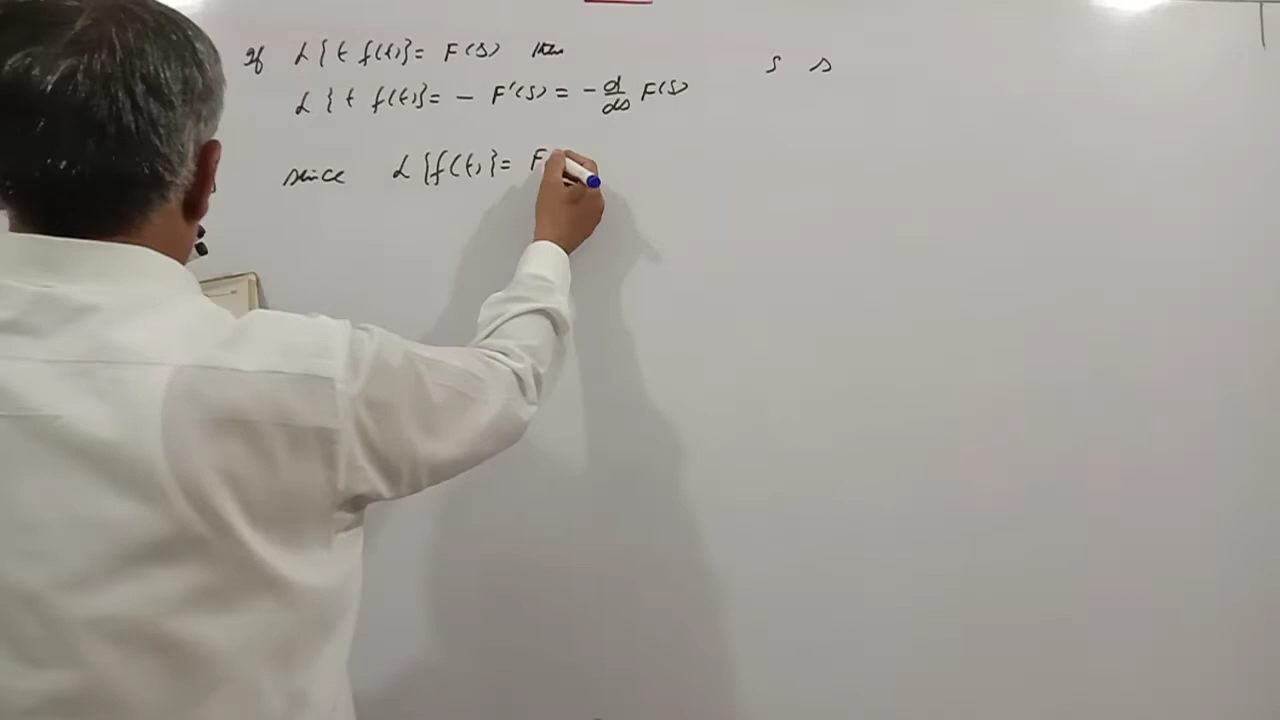 If L{t f(t)} = F(s) then
s s
L{t f(t)} = - F'(s) = - d/ds F(s)
since L{f(t)} = F